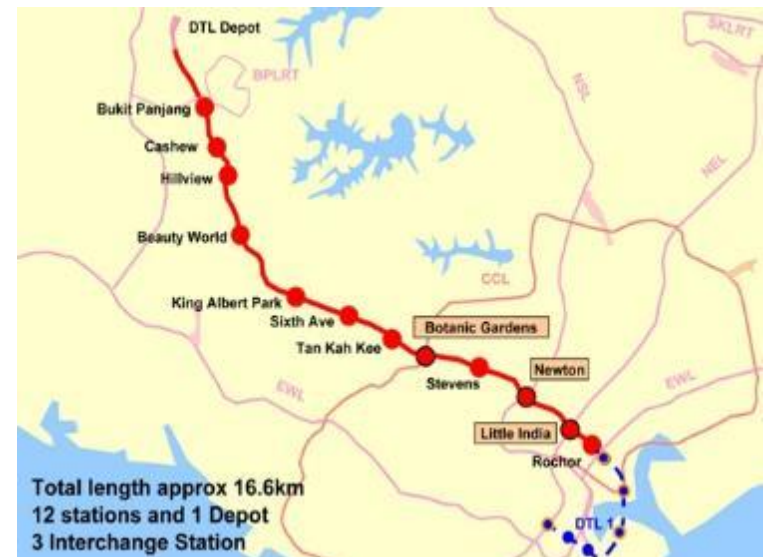 DTL Depot
SKLRT
BPLRT
NSL
Bukit Panjang
Cashew
Hillview
NEL
Beauty World
CCL
King Albert Park
Sixth Ave
Botanic Gardens
Tan Kah Kee
Newton
Stevens
EWL
EWL
Little India
Rochor
Total length approx 16.6km
12 stations and 1 Depot
DTL 1
3 Interchange Station